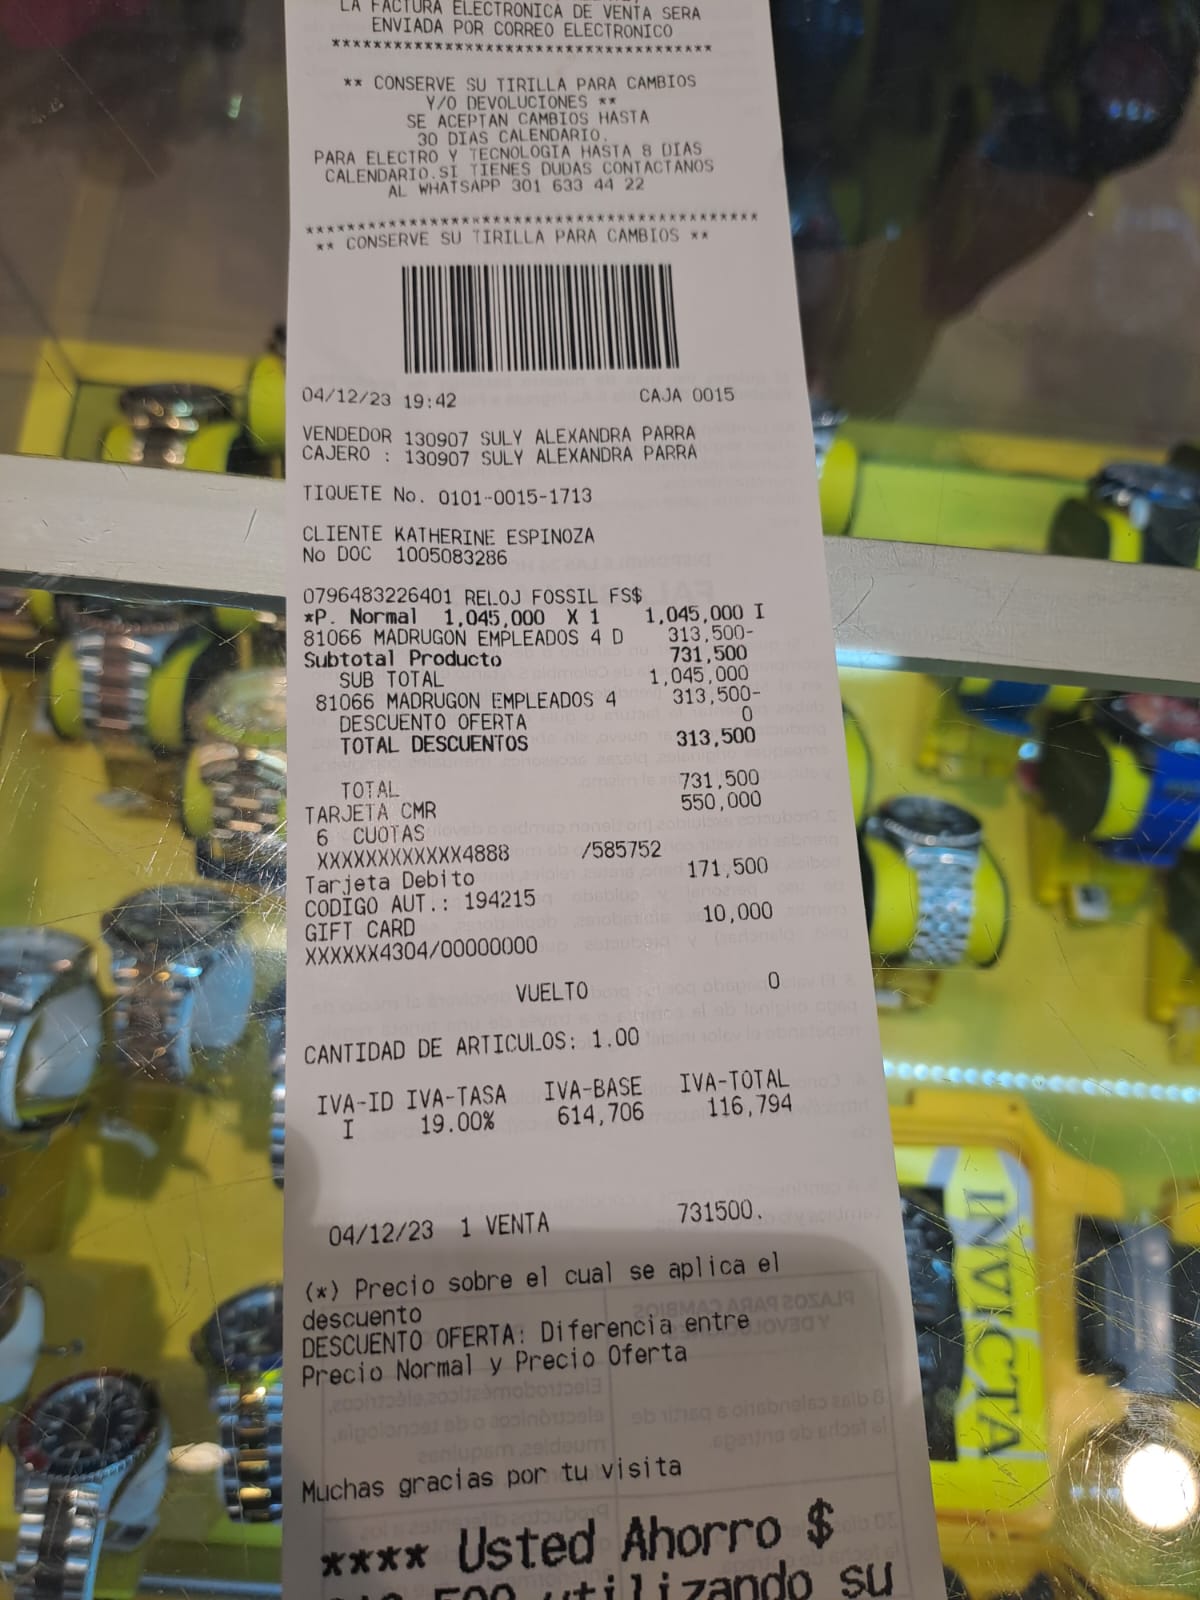 LA FACTURA ELECTRONICA DE VENTA SERA
ENVIADA POR CORREO ELECTRONICO
****************************************
** CONSERVE SU TIRILLA PARA CAMBIOS
Y/O DEVOLUCIONES **
SE ACEPTAN CAMBIOS HASTA
30 DIAS CALENDARIO.
PARA ELECTRO Y TECNOLOGIA HASTA 8 DIAS
CALENDARIO.SI TIENES DUDAS CONTACTANOS
AL WHATSAPP 301 633 44 22
****************************************
** CONSERVE SU TIRILLA PARA CAMBIOS **
04/12/23 19:42 CAJA 0015
VENDEDOR 130907 SULY ALEXANDRA PARRA
CAJERO : 130907 SULY ALEXANDRA PARRA
TIQUETE No. 0101-0015-1713
CLIENTE KATHERINE ESPINOZA
No DOC 1005083286
0796483226401 RELOJ FOSSIL FS$
*P. Normal 1,045,000 X 1 1,045,000 I
81066 MADRUGON EMPLEADOS 4 D 313,500-
Subtotal Producto 731,500
SUB TOTAL 1,045,000
81066 MADRUGON EMPLEADOS 4 313,500-
DESCUENTO OFERTA 0
TOTAL DESCUENTOS 313,500
TOTAL 731,500
TARJETA CMR 550,000
6 CUOTAS
XXXXXXXXXXXX4888 /585752
Tarjeta Debito 171,500
CODIGO AUT.: 194215
GIFT CARD 10,000
XXXXXX4304/00000000
VUELTO 0
CANTIDAD DE ARTICULOS: 1.00
IVA-ID IVA-TASA IVA-BASE IVA-TOTAL
I 19.00% 614,706 116,794
04/12/23 1 VENTA 731500.
(*) Precio sobre el cual se aplica el
descuento
DESCUENTO OFERTA: Diferencia entre
Precio Normal y Precio Oferta
Muchas gracias por tu visita
**** Usted Ahorro $
utilizando su
INVICTA